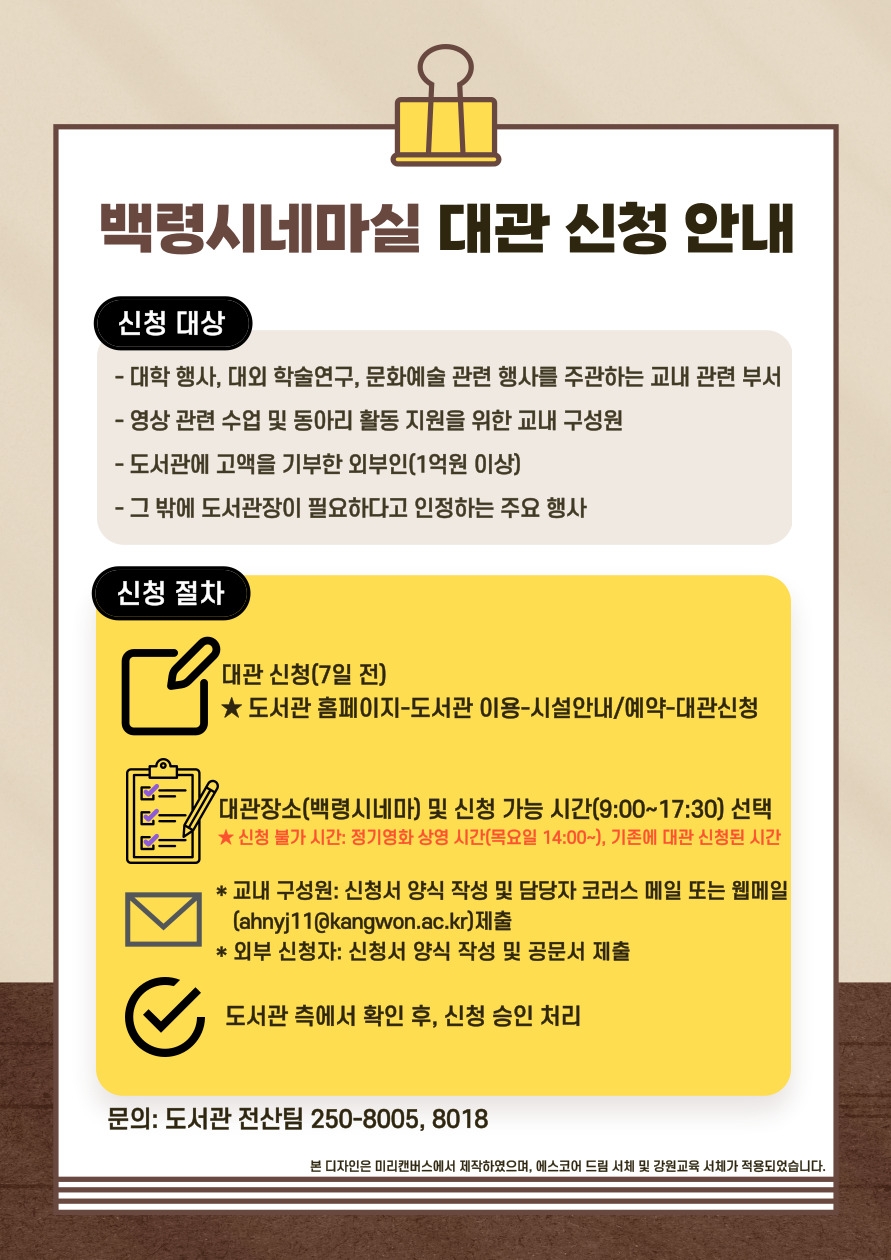 백령시네마실 대관 신청 안내
신청 대상
- 대학 행사, 대외 학술연구, 문화예술 관련 행사를 주관하는 교내 관련 부서
- 영상 관련 수업 및 동아리 활동 지원을 위한 교내 구성원
- 도서관에 고액을 기부한 외부인(1억원 이상)
- 그 밖에 도서관장이 필요하다고 인정하는 주요 행사
신청 절차
대관 신청(7일 전)
★ 도서관 홈페이지-도서관 이용-시설안내/예약-대관신청
대관장소(백령시네마) 및 신청 가능 시간(9:00~17:30) 선택
★ 신청 불가 시간: 정기영화 상영 시간(목요일 14:00~), 기존에 대관 신청된 시간
* 교내 구성원: 신청서 양식 작성 및 담당자 코러스 메일 또는 웹메일
(ahnyj11@kangwon.ac.kr)제출
* 외부 신청자: 신청서 양식 작성 및 공문서 제출
도서관 측에서 확인 후, 신청 승인 처리
문의: 도서관 전산팀 250-8005, 8018
본 디자인은 미리캔버스에서 제작하였으며, 에스코어 드림 서체 및 강원교육 서체가 적용되었습니다.